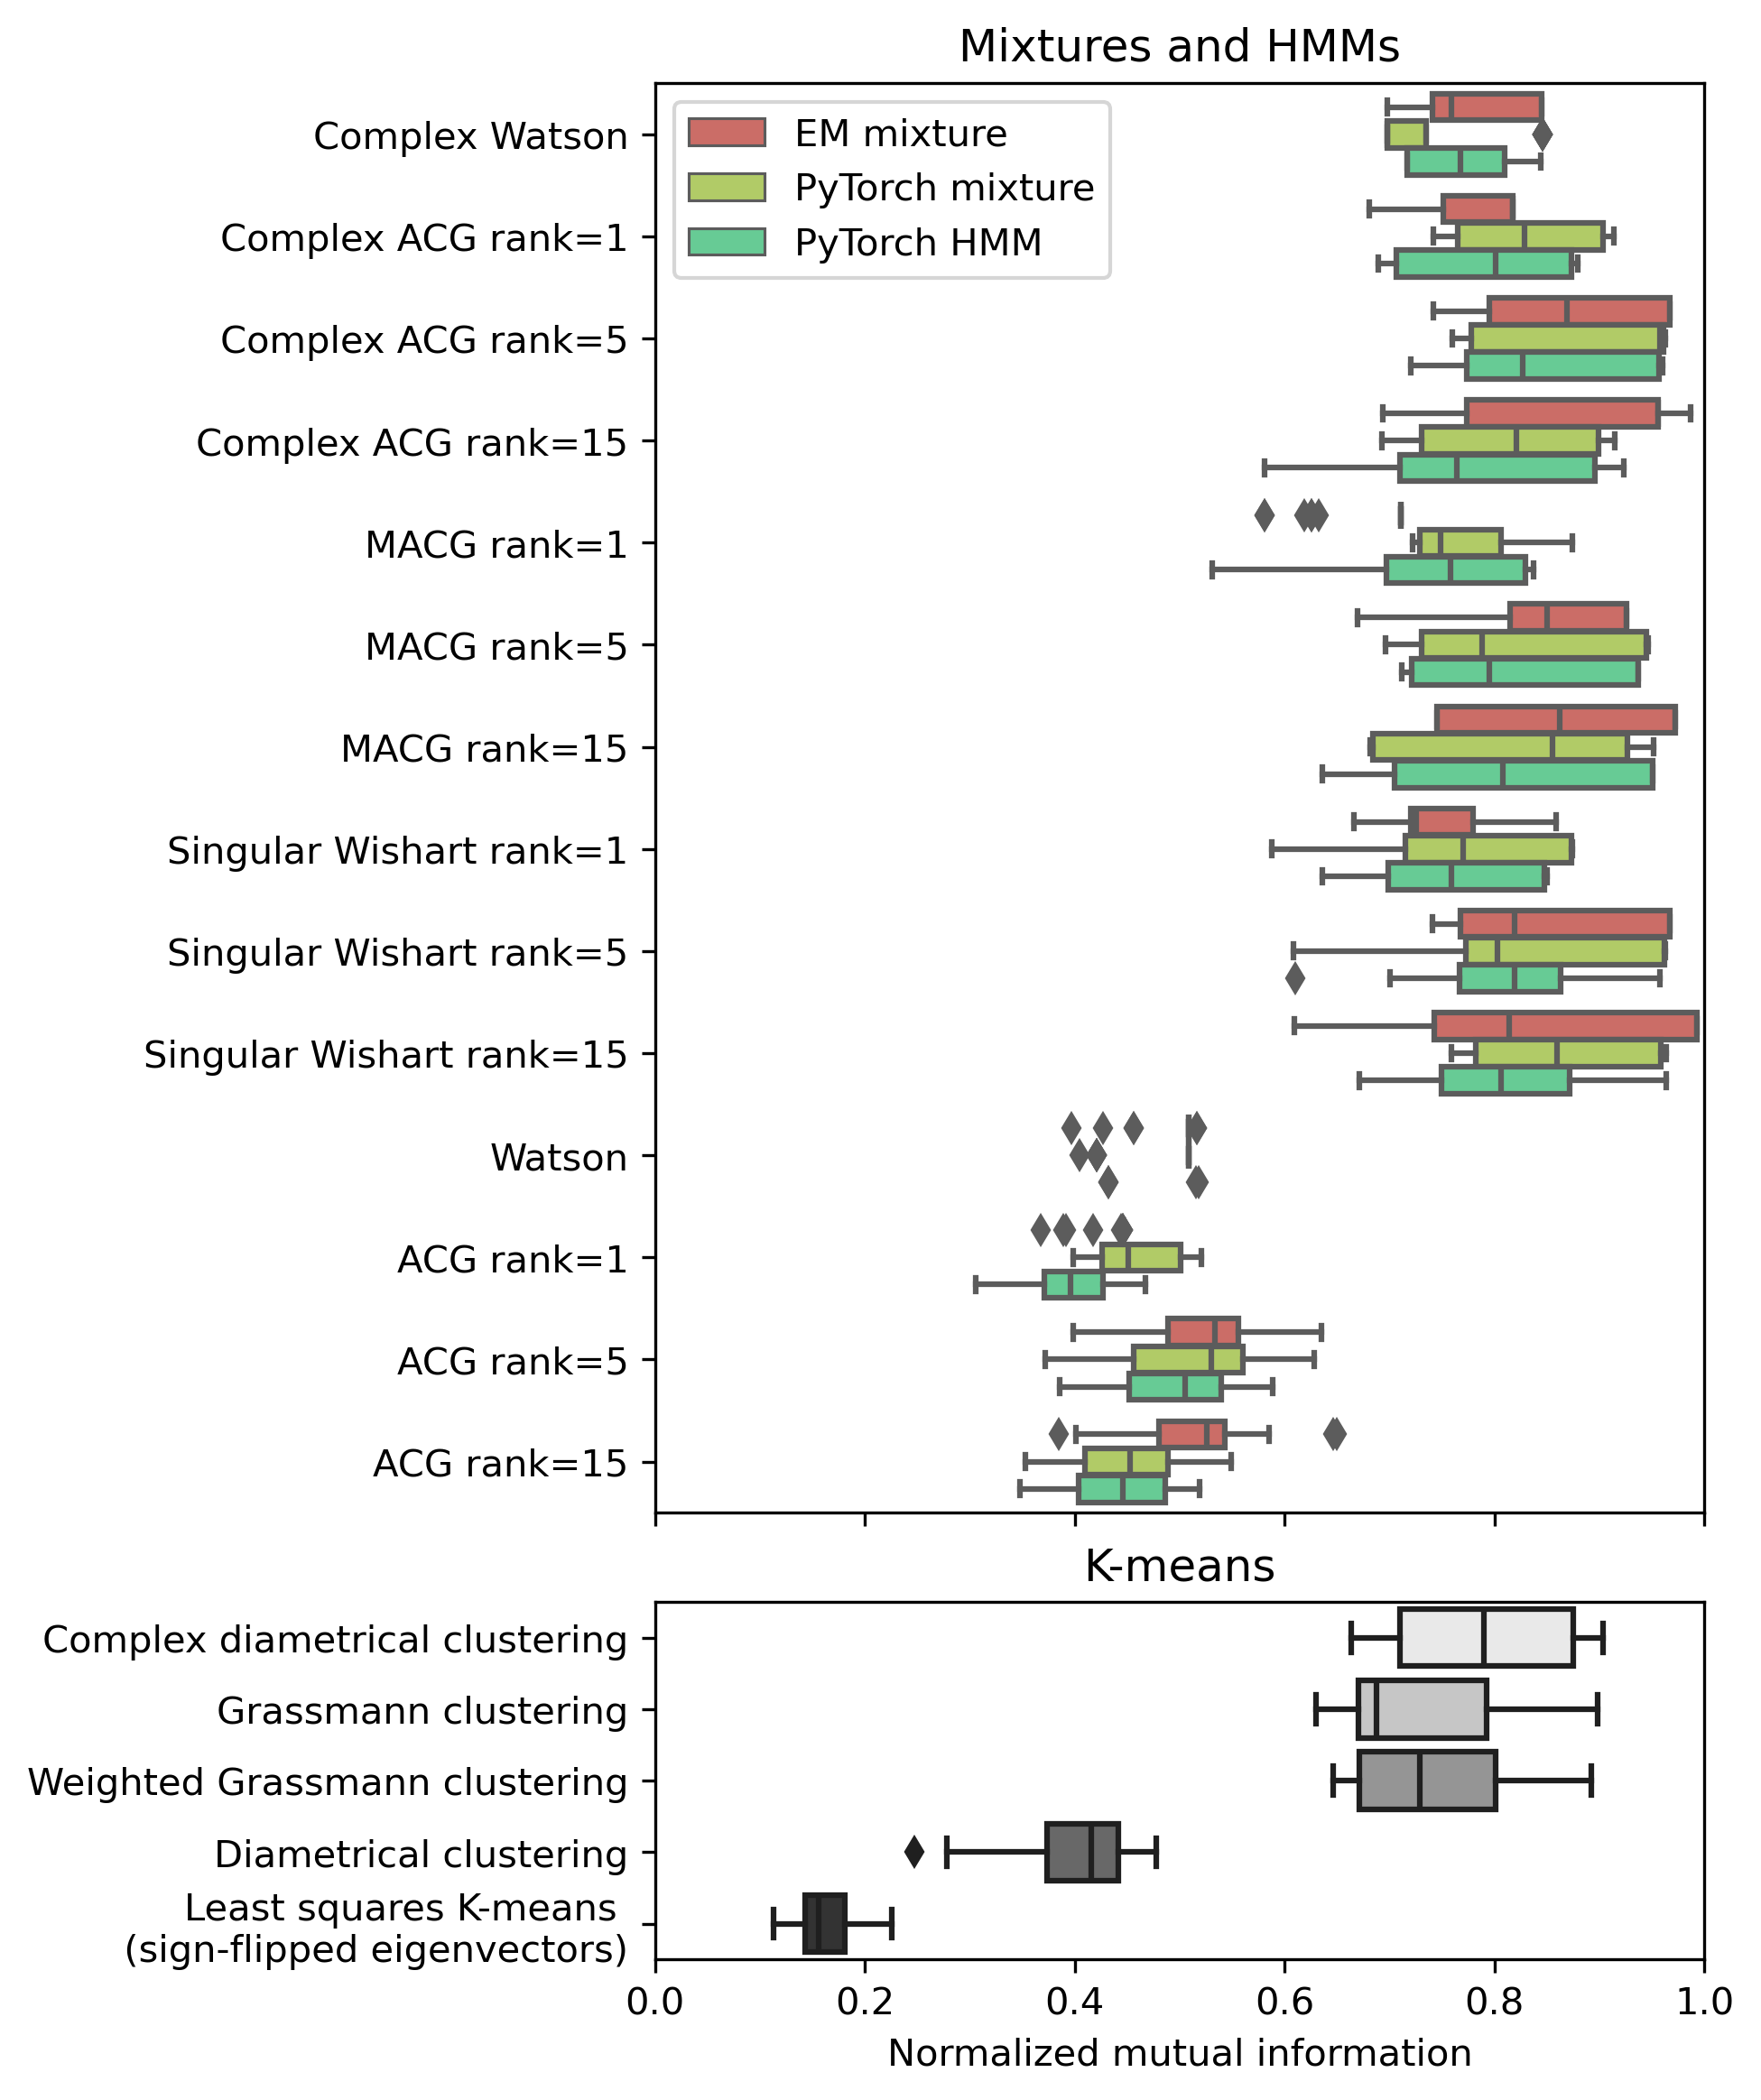 Mixtures and HMMs
EM mixture
PyTorch mixture
PyTorch HMM
Complex Watson
Complex ACG rank=1
Complex ACG rank=5
Complex ACG rank=15
MACG rank=1
MACG rank=5
MACG rank=15
Singular Wishart rank=1
Singular Wishart rank=5
Singular Wishart rank=15
Watson
ACG rank=1
ACG rank=5
ACG rank=15
K-means
Complex diametrical clustering
Grassmann clustering
Weighted Grassmann clustering
Diametrical clustering
Least squares K-means
(sign-flipped eigenvectors)
0.0 0.2 0.4 0.6 0.8 1.0
Normalized mutual information